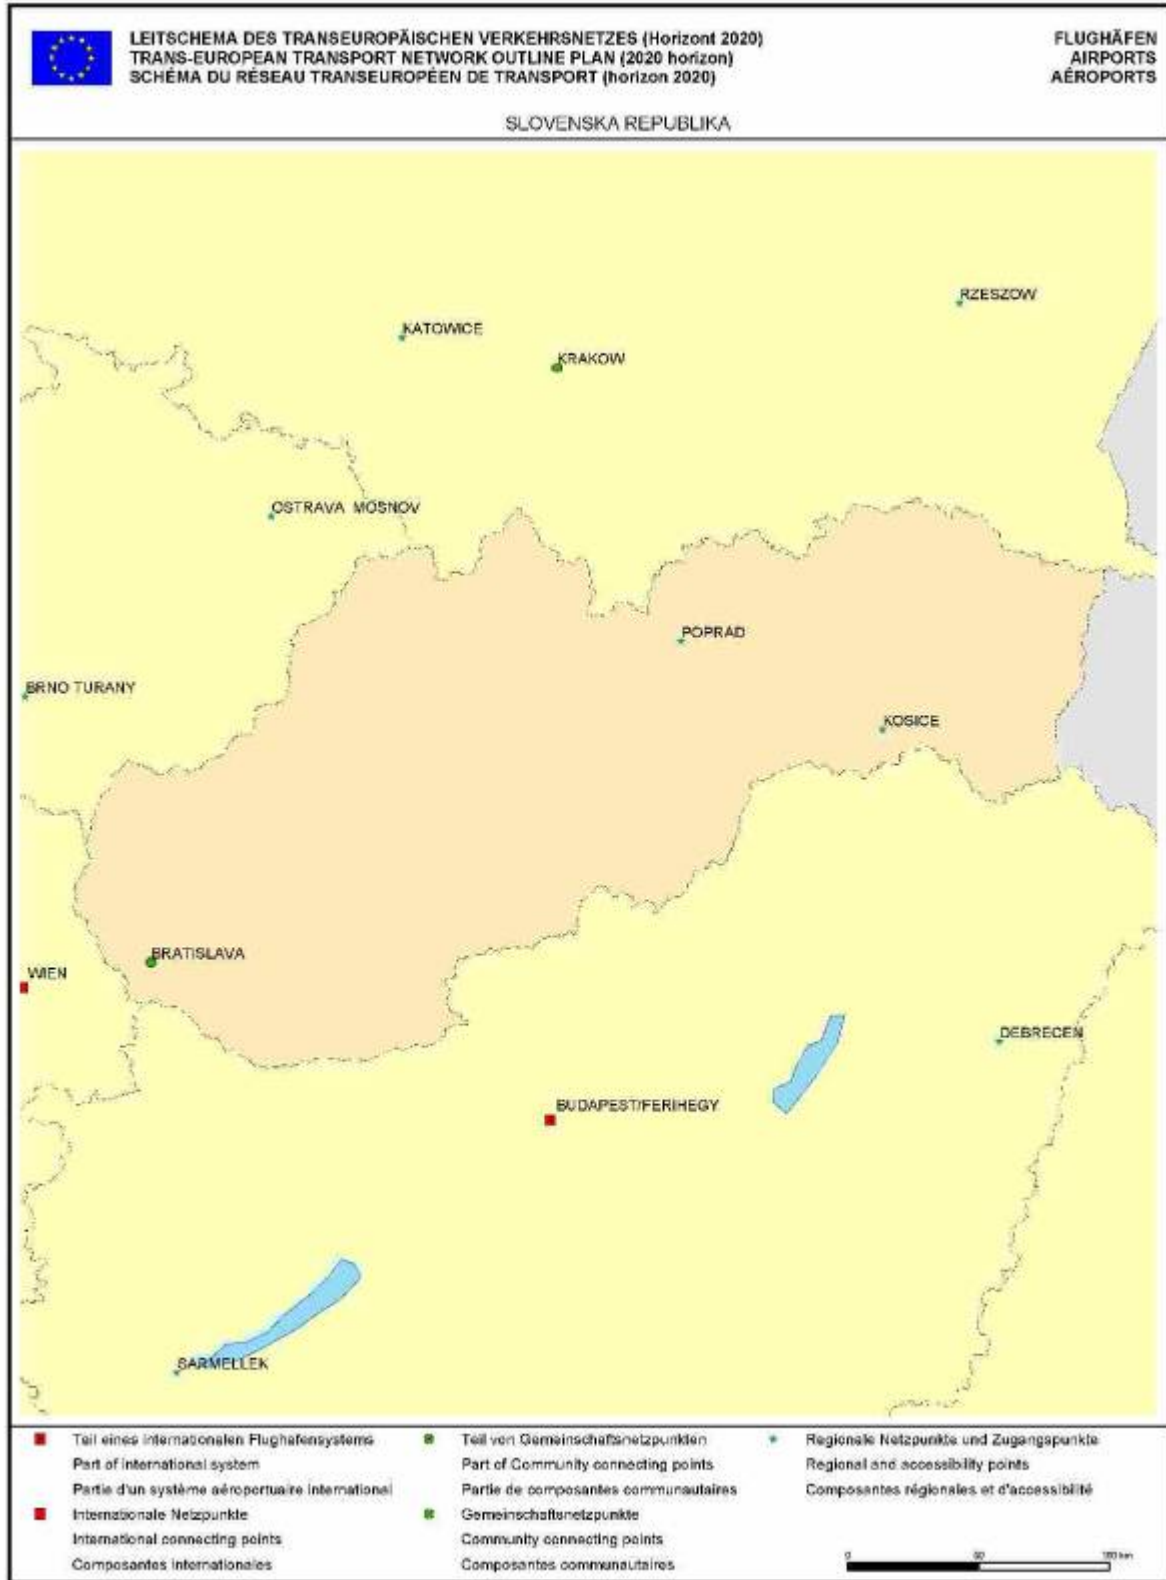 LEITSCHEMA DES TRANSEUROPÄISCHEN VERKEHRSNETZES (Horizont 2020)
TRANS-EUROPEAN TRANSPORT NETWORK OUTLINE PLAN (2020 horizon)
SCHÉMA DU RÉSEAU TRANSEUROPÉEN DE TRANSPORT (horizon 2020)
FLUGHÄFEN
AIRPORTS
AÉROPORTS
SLOVENSKA REPUBLIKA
RZESZOW
KATOWICE
KRAKOW
OSTRAVA MOSNOV
POPRAD
BRNO TURANY
KOSICE
BRATISLAVA
WIEN
DEBRECEN
BUDAPEST/FERIHEGY
SARMELLEK
Teil eines internationalen Flughafensystems
Part of international system
Partie d'un système aéroportuaire international
Internationale Netzpunkte
International connecting points
Composantes internationales
Teil von Gemeinschaftsnetzpunkten
Part of Community connecting points
Partie de composantes communautaires
Gemeinschaftsnetzpunkte
Community connecting points
Composantes communautaires
Regionale Netzpunkte und Zugangspunkte
Regional and accessibility points
Composantes régionales et d'accessibilité
0
km